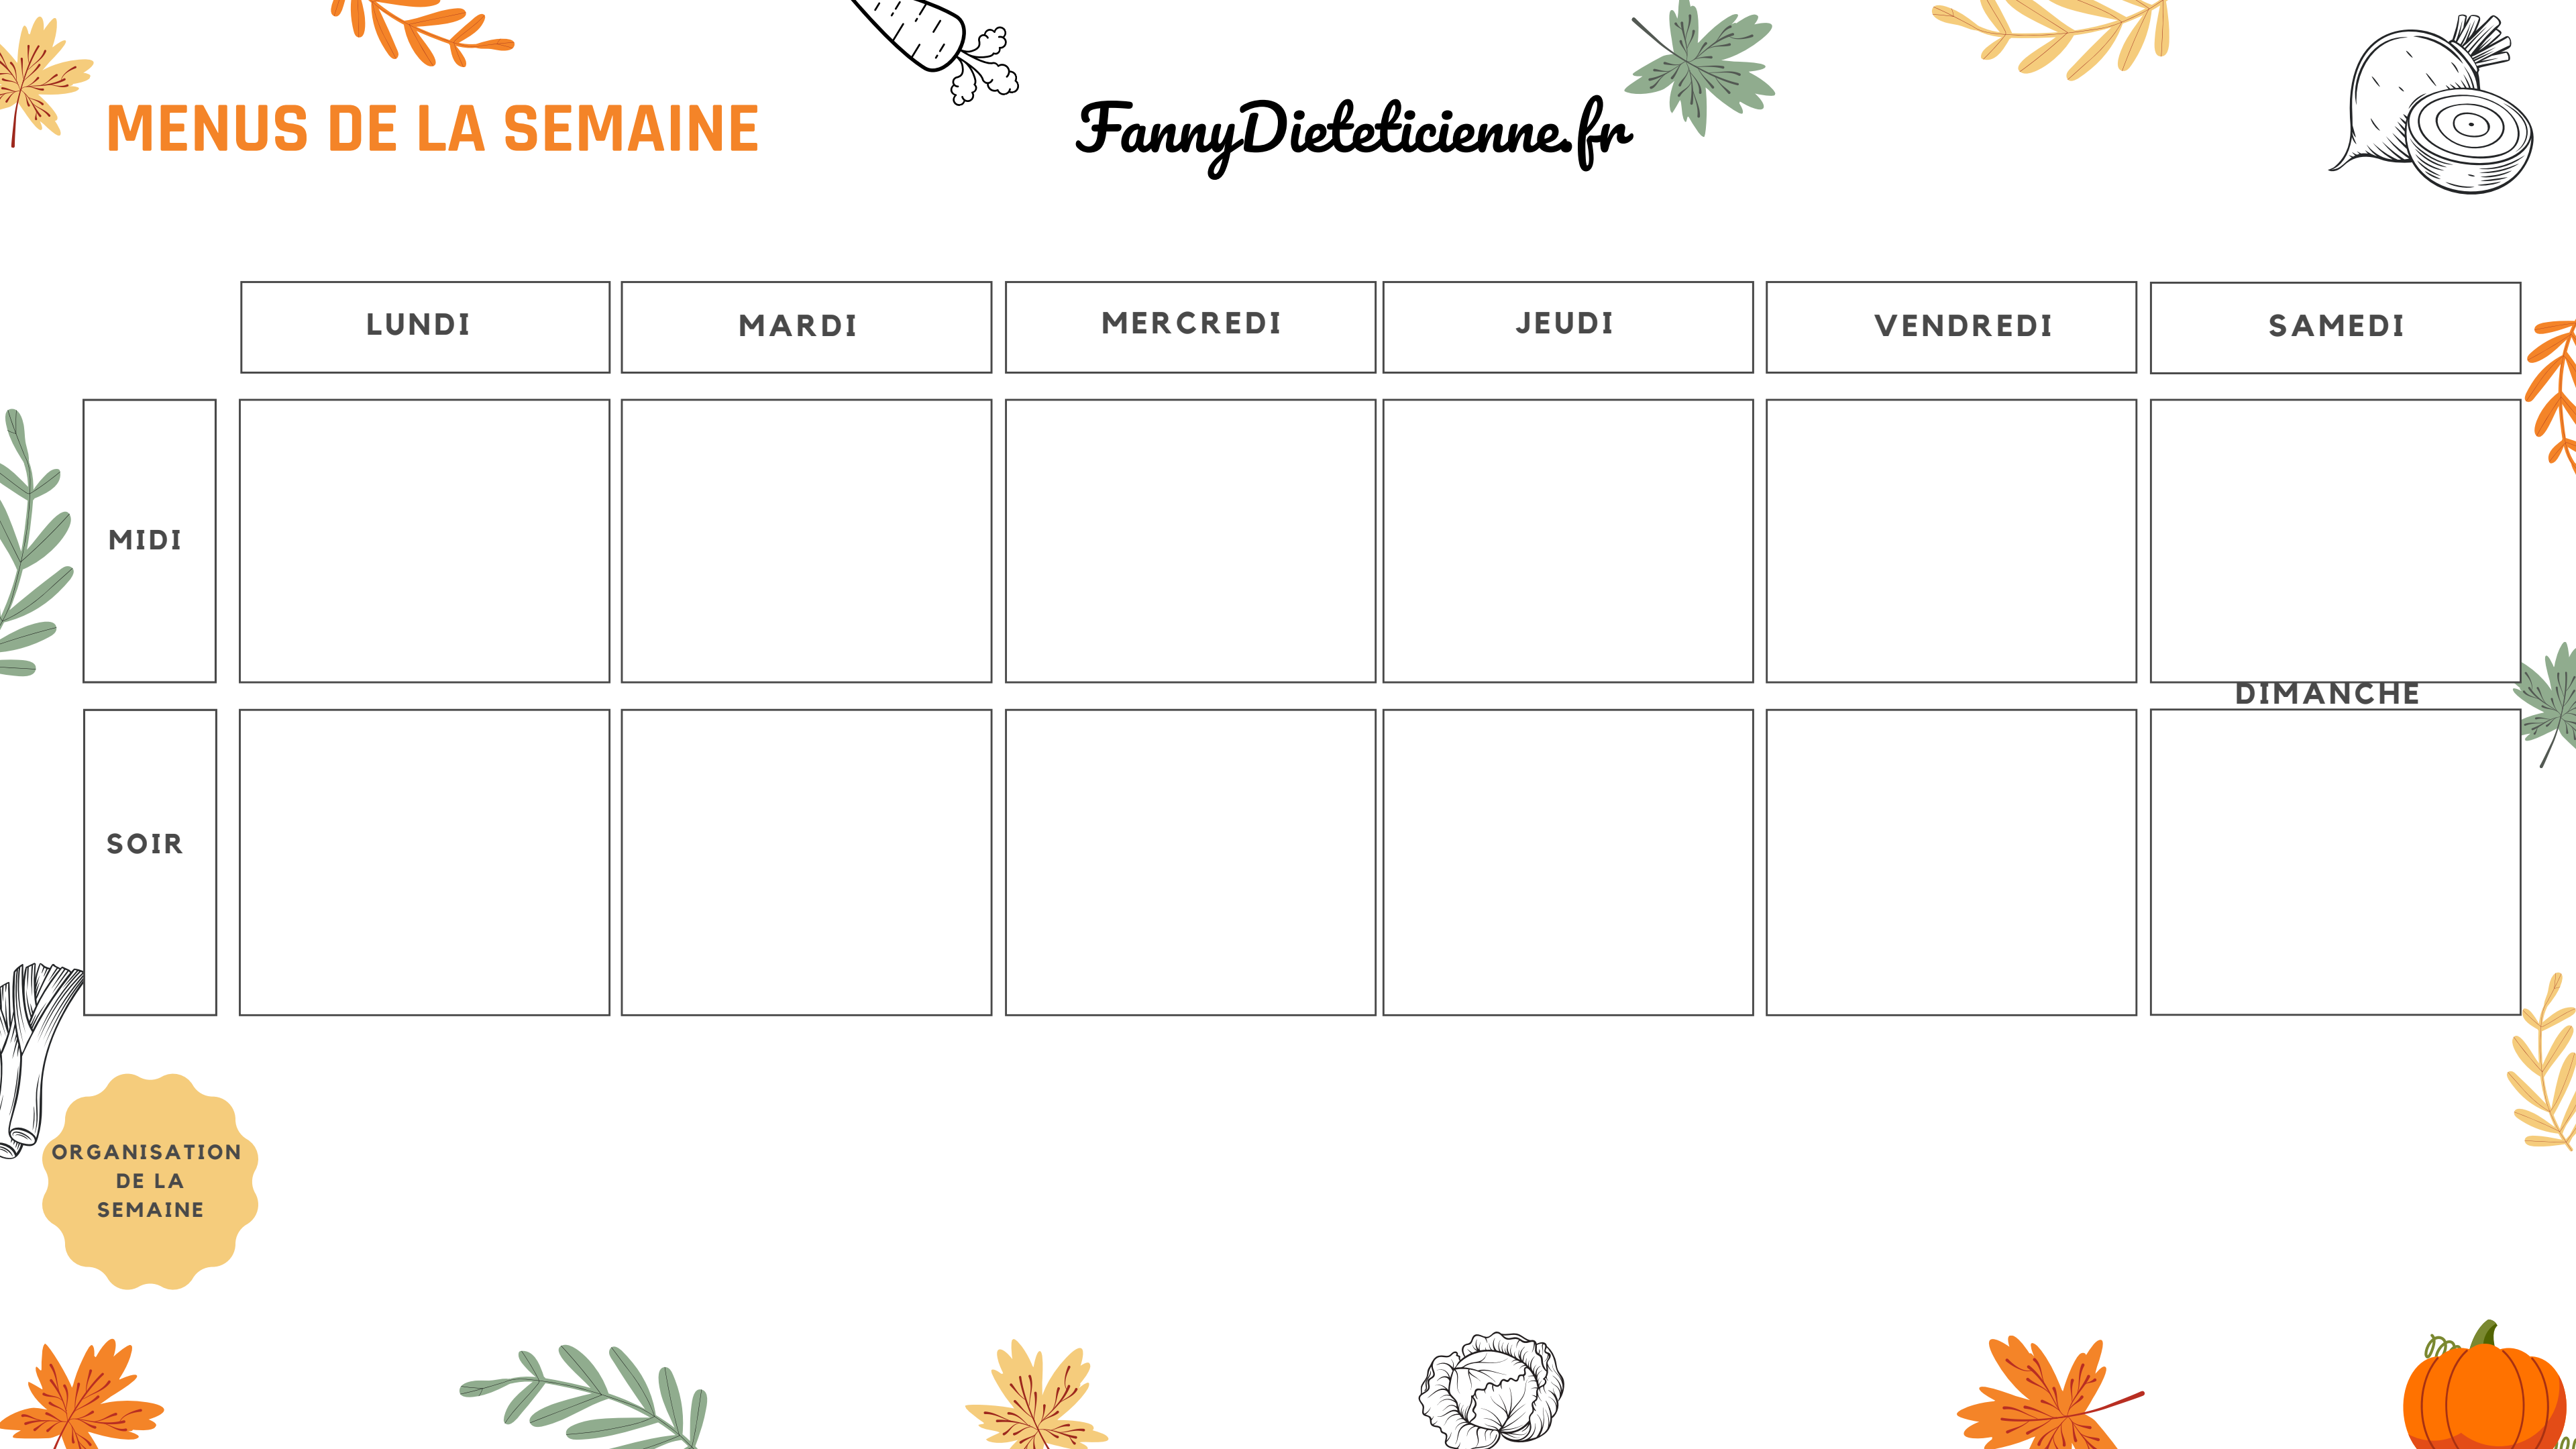 MENUS DE LA SEMAINE
FannyDieteticienne.fr
LUNDI
MARDI
MERCREDI
JEUDI
VENDREDI
SAMEDI
MIDI
DIMANCHE
SOIR
ORGANISATION
DE LA
SEMAINE